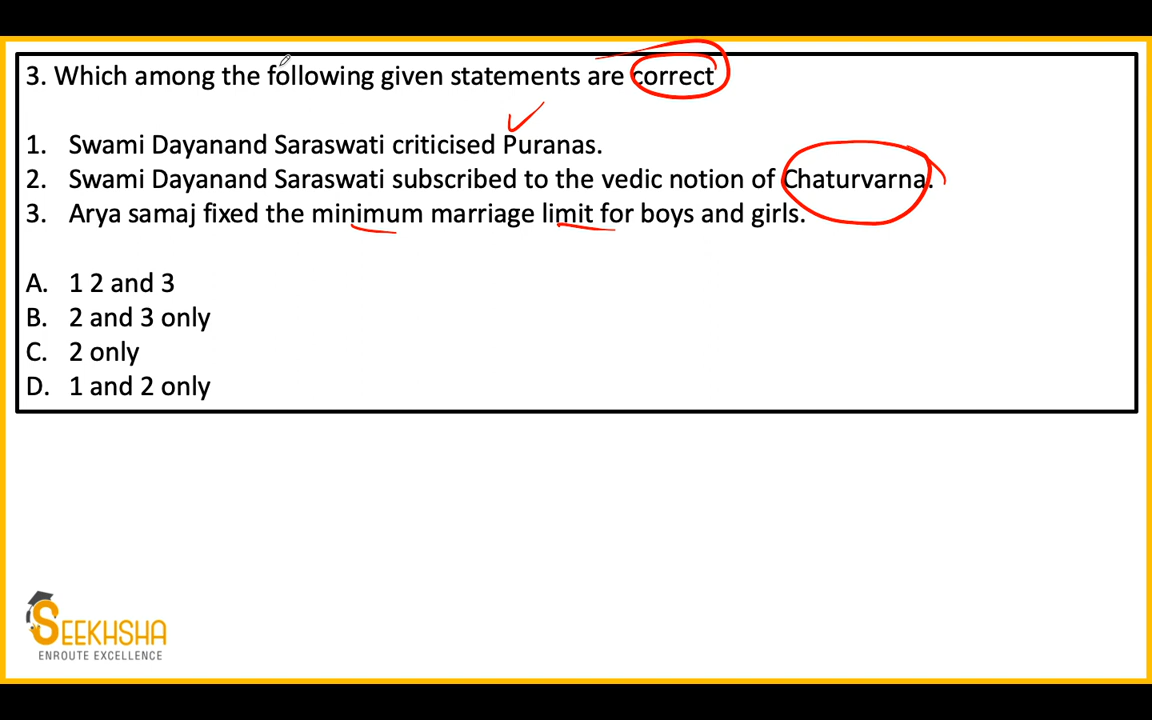 3. Which among the following given statements are correct
1. Swami Dayanand Saraswati criticised Puranas.
2. Swami Dayanand Saraswati subscribed to the vedic notion of Chaturvarna.
3. Arya samaj fixed the minimum marriage limit for boys and girls.
A. 1 2 and 3
B. 2 and 3 only
C. 2 only
D. 1 and 2 only
SEEKHSHA
ENROUTE EXCELLENCE